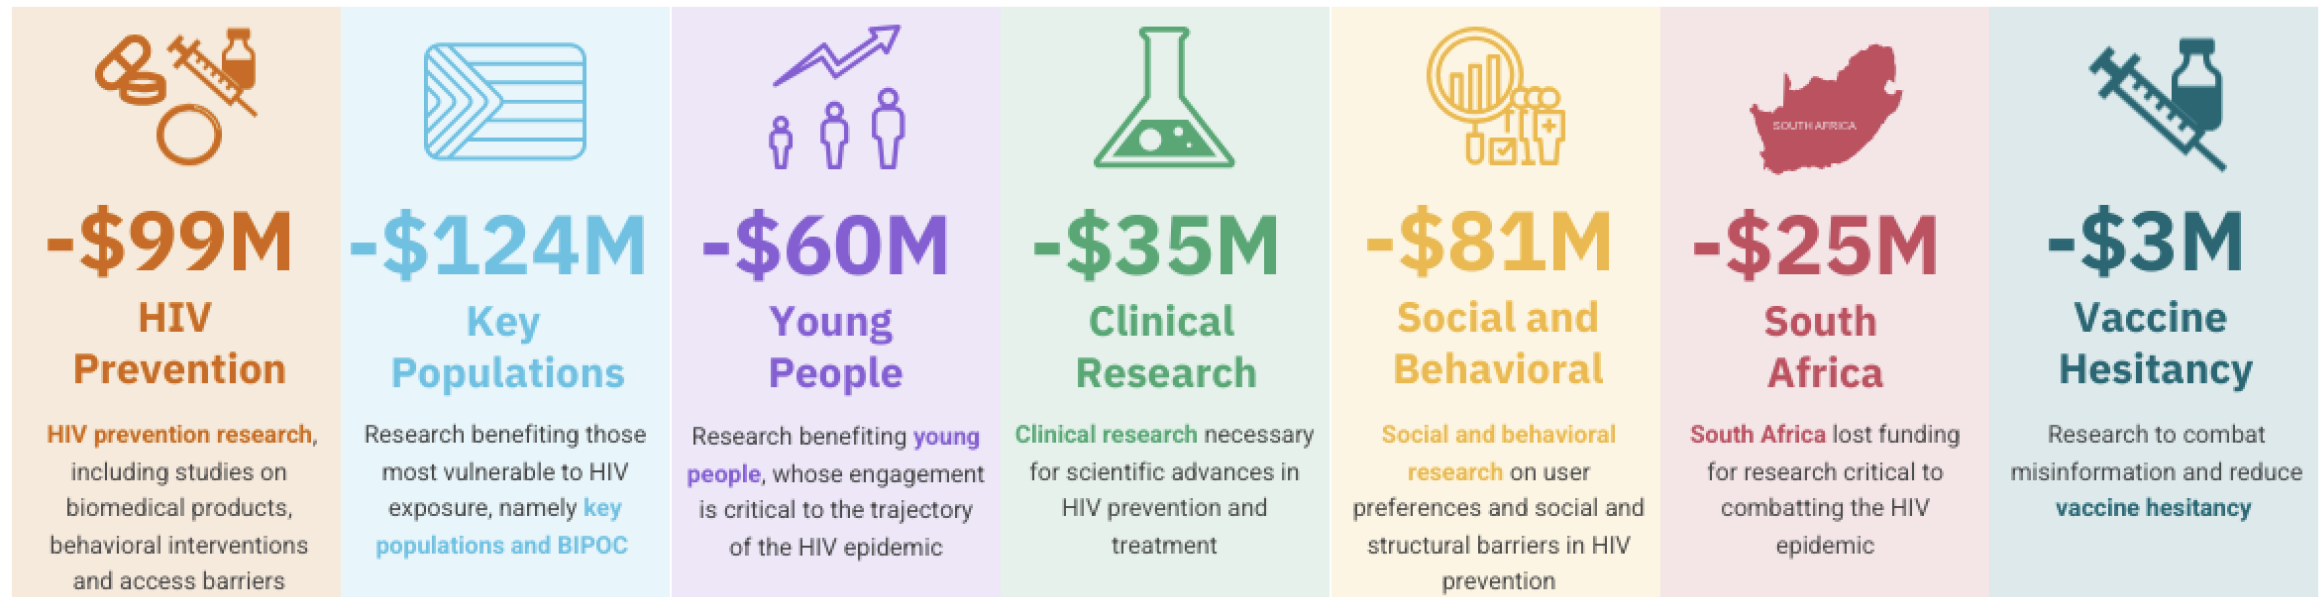 -$99M
HIV
Prevention
HIV prevention research,
including studies on
biomedical products,
behavioral interventions
and access barriers
-$124M
Key
Populations
Research benefiting those
most vulnerable to HIV
exposure, namely key
populations and BIPOC
-$60M
Young
People
Research benefiting young
people, whose engagement
is critical to the trajectory
of the HIV epidemic
-$35M
Clinical
Research
Clinical research necessary
for scientific advances in
HIV prevention and
treatment
-$81M
Social and
Behavioral
Social and behavioral
research on user
preferences and social and
structural barriers in HIV
prevention
SOUTH AFRICA
-$25M
South
Africa
South Africa lost funding
for research critical to
combatting the HIV
epidemic
-$3M
Vaccine
Hesitancy
Research to combat
misinformation and reduce
vaccine hesitancy